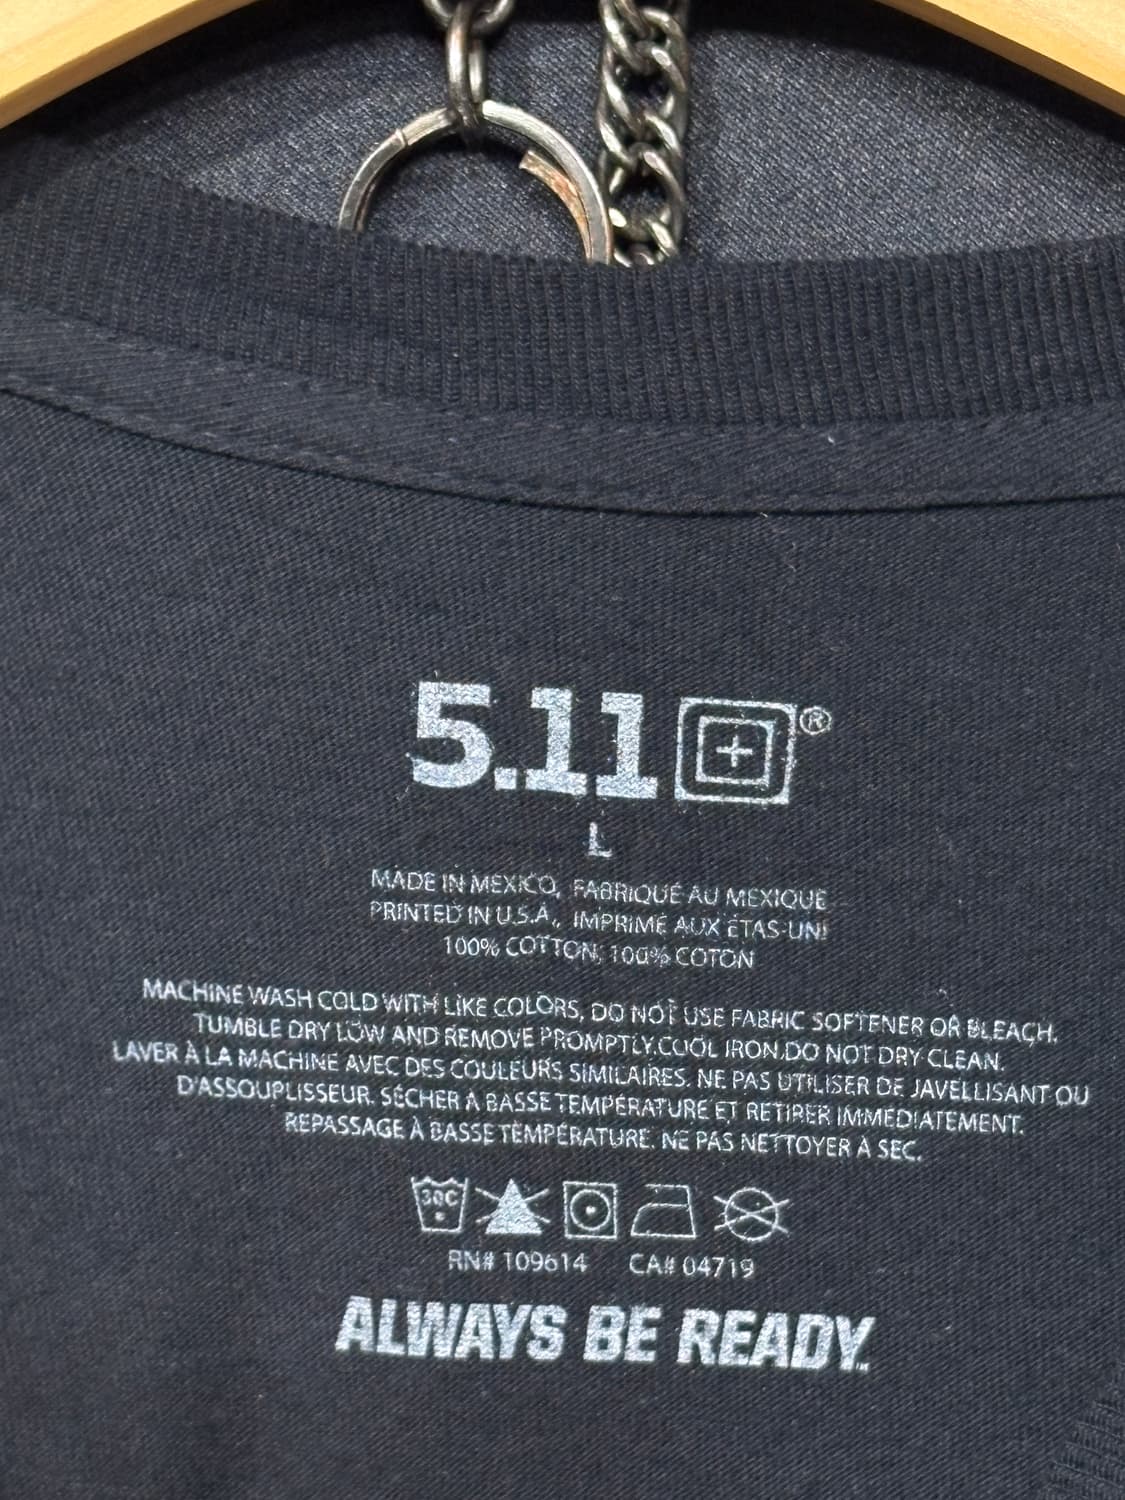 5.11®
L
MADE IN MEXICO, FABRIQUÉ AU MEXIQUE
PRINTED IN U.S.A., IMPRIMÉ AUX ÉTAS-UNI
100% COTTON, 100% COTON
MACHINE WASH COLD WITH LIKE COLORS, DO NOT USE FABRIC SOFTENER OR BLEACH.
TUMBLE DRY LOW AND REMOVE PROMPTLY.COOL IRON.DO NOT DRY CLEAN.
LAVER À LA MACHINE AVEC DES COULEURS SIMILAIRES. NE PAS UTILISER DE JAVELLISANT OU
D'ASSOUPLISSEUR. SÉCHER À BASSE TEMPÉRATURE ET RETIRER IMMÉDIATEMENT.
REPASSAGE À BASSE TEMPÉRATURE. NE PAS NETTOYER À SEC.
30C
RN# 109614 CA# 04719
ALWAYS BE READY.